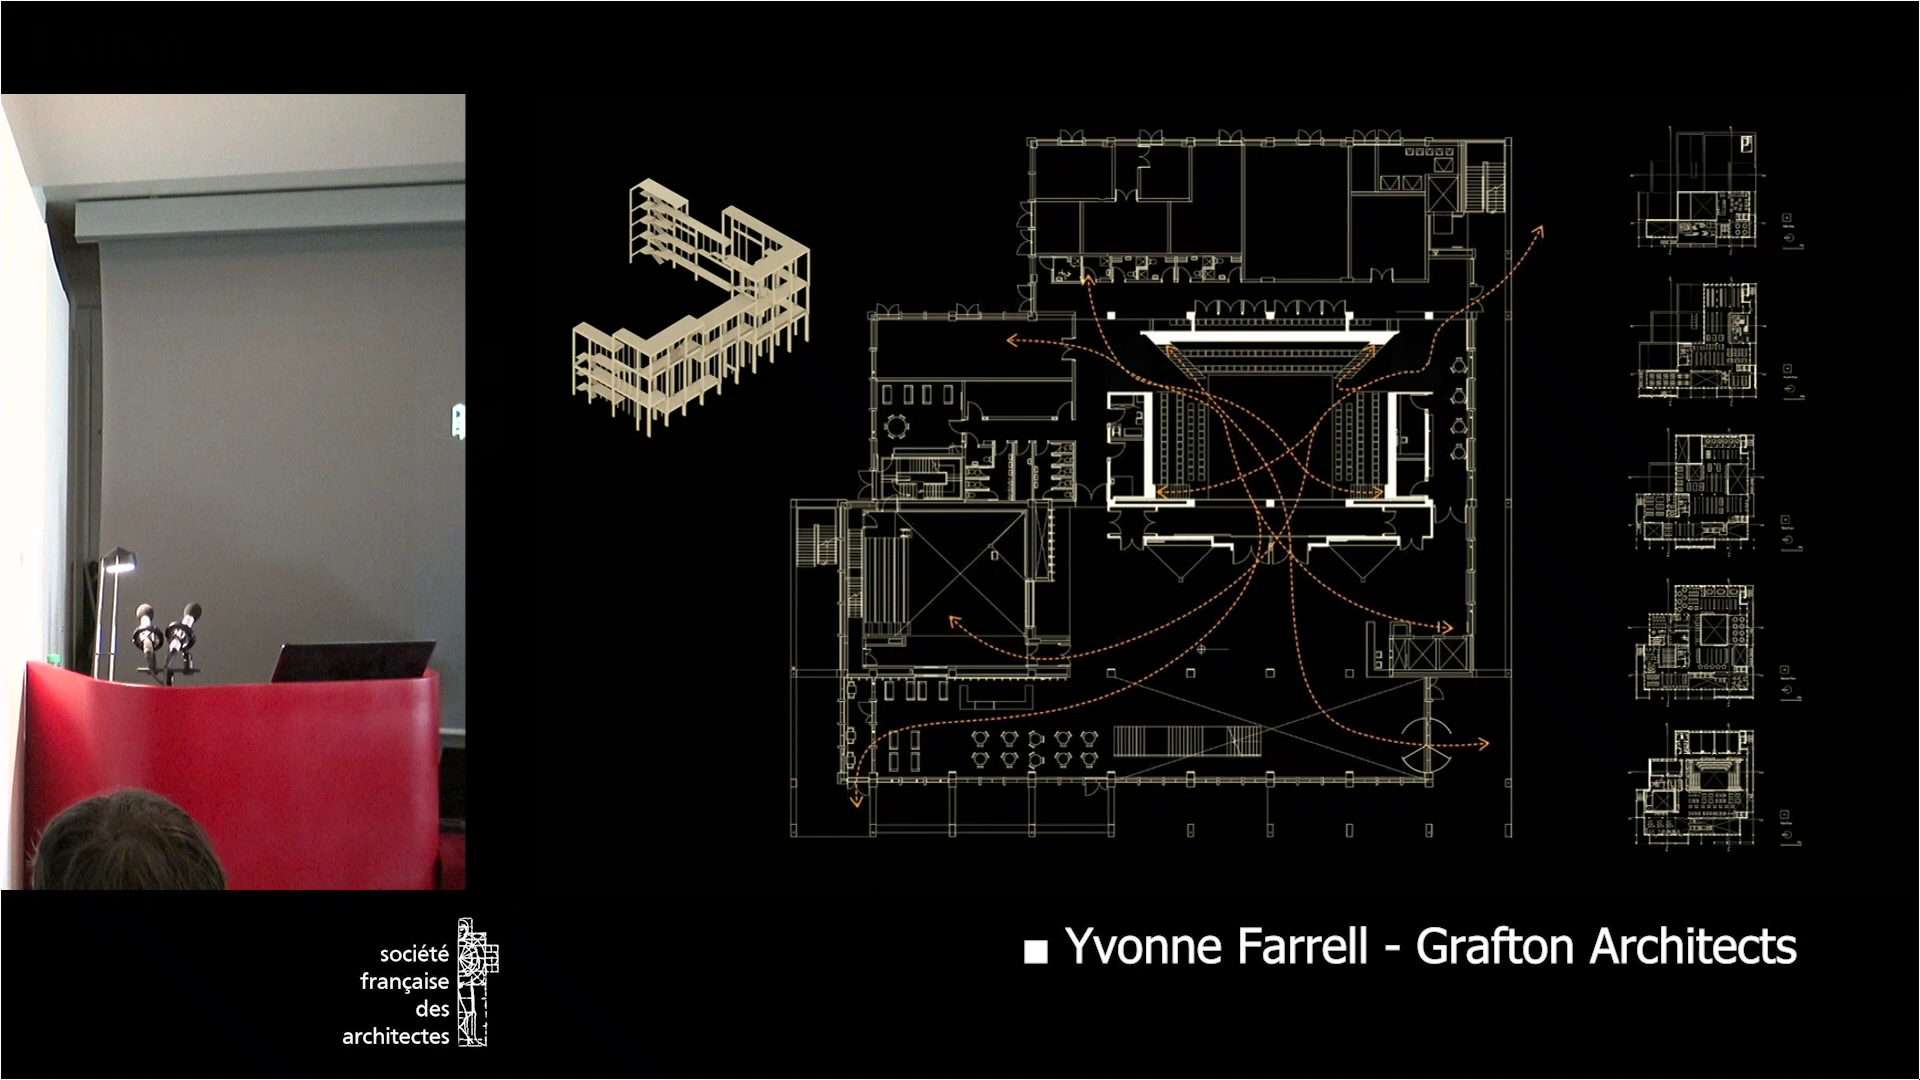 société
française
des
architectes
■ Yvonne Farrell - Grafton Architects